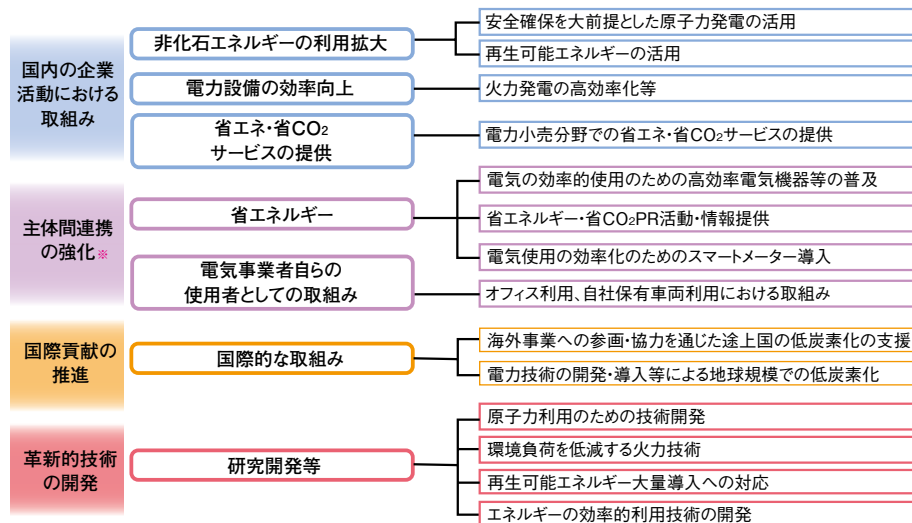 国内の企業
活動における
取組み
非化石エネルギーの利用拡大
安全確保を大前提とした原子力発電の活用
再生可能エネルギーの活用
電力設備の効率向上
火力発電の高効率化等
省エネ・省CO₂
サービスの提供
電力小売分野での省エネ・省CO₂サービスの提供
主体間連携
の強化※
省エネルギー
電気の効率的使用のための高効率電気機器等の普及
省エネルギー・省CO₂PR活動・情報提供
電気使用の効率化のためのスマートメーター導入
電気事業者自らの
使用者としての取組み
オフィス利用、自社保有車両利用における取組み
国際貢献の
推進
国際的な取組み
海外事業への参画・協力を通じた途上国の低炭素化の支援
電力技術の開発・導入等による地球規模での低炭素化
革新的技術
の開発
研究開発等
原子力利用のための技術開発
環境負荷を低減する火力技術
再生可能エネルギー大量導入への対応
エネルギーの効率的利用技術の開発